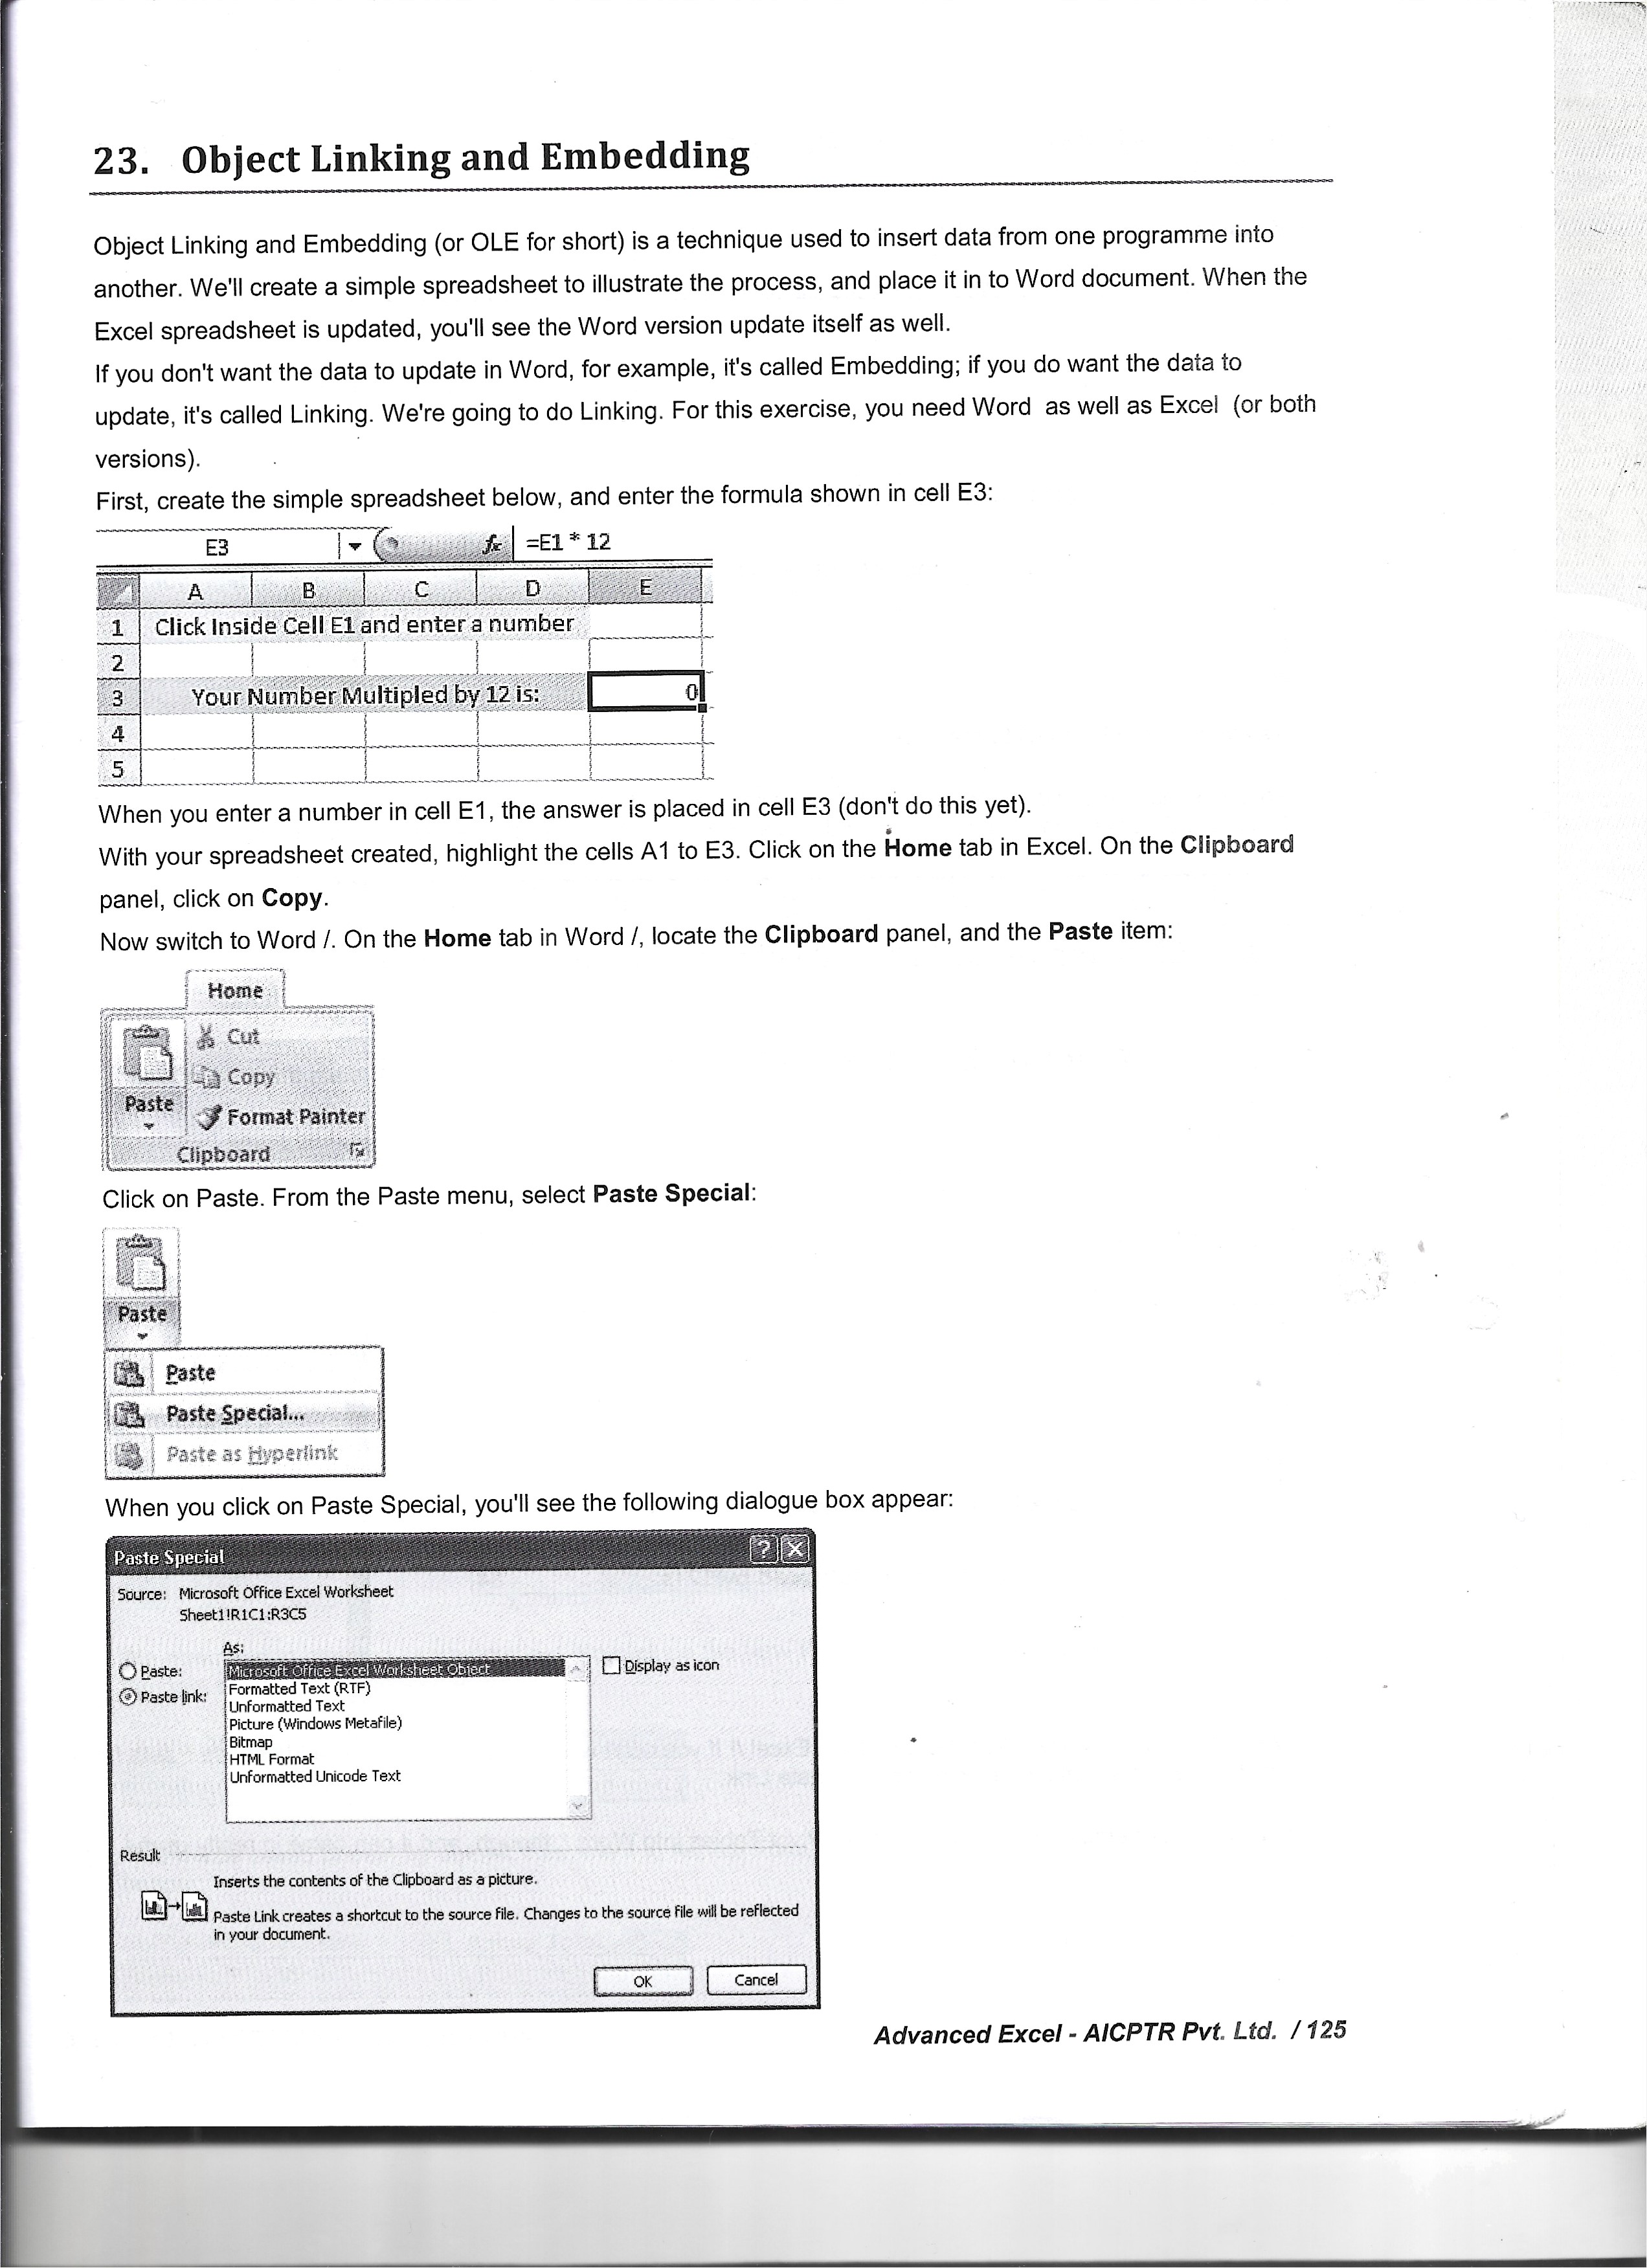 23. Object Linking and Embedding
Object Linking and Embedding (or OLE for short) is a technique used to insert data from one programme into
another. We'll create a simple spreadsheet to illustrate the process, and place it in to Word document. When the
Excel spreadsheet is updated, you'll see the Word version update itself as well.
If you don't want the data to update in Word, for example, it's called Embedding; if you do want the data to
update, it's called Linking. We're going to do Linking. For this exercise, you need Word as well as Excel (or both
versions).
First, create the simple spreadsheet below, and enter the formula shown in cell E3:
E3 fx =E1 * 12
A B C D E
1 Click Inside Cell E1 and enter a number
2
3 Your Number Multipled by 12 is: 0
4
5
When you enter a number in cell E1, the answer is placed in cell E3 (don't do this yet).
With your spreadsheet created, highlight the cells A1 to E3. Click on the Home tab in Excel. On the Clipboard
panel, click on Copy.
Now switch to Word /. On the Home tab in Word /, locate the Clipboard panel, and the Paste item:
Home
Cut
Copy
Paste
Format Painter
Clipboard
Click on Paste. From the Paste menu, select Paste Special:
Paste
Paste
Paste Special...
Paste as Hyperlink
When you click on Paste Special, you'll see the following dialogue box appear:
Paste Special ? X
Source: Microsoft Office Excel Worksheet
Sheet1!R1C1:R3C5
As:
Paste: Microsoft Office Excel Worksheet Object Display as icon
Formatted Text (RTF)
Paste link:
Unformatted Text
Picture (Windows Metafile)
Bitmap
HTML Format
Unformatted Unicode Text
Result
Inserts the contents of the Clipboard as a picture.
Paste Link creates a shortcut to the source file. Changes to the source file will be reflected
in your document.
OK Cancel
Advanced Excel - AICPTR Pvt. Ltd. / 125